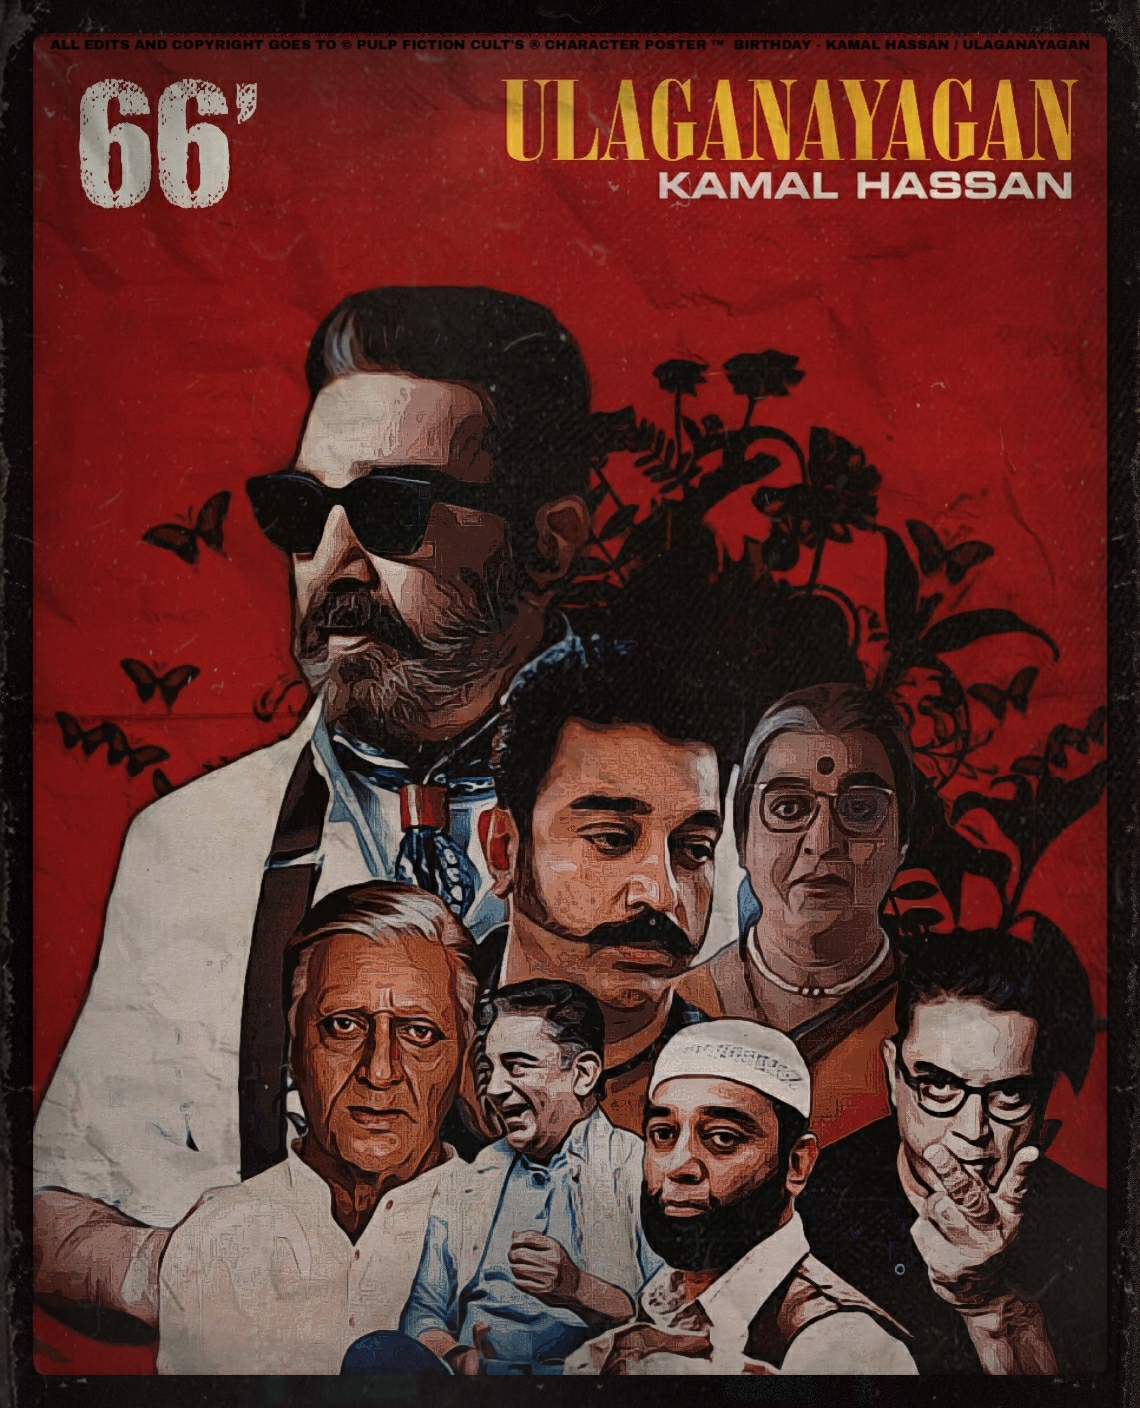 ALL EDITS AND COPYRIGHT GOES TO © PULP FICTION CULT'S ® CHARACTER POSTER ™ BIRTHDAY - KAMAL HASSAN / ULAGANAYAGAN
66'
ULAGANAYAGAN
KAMAL HASSAN